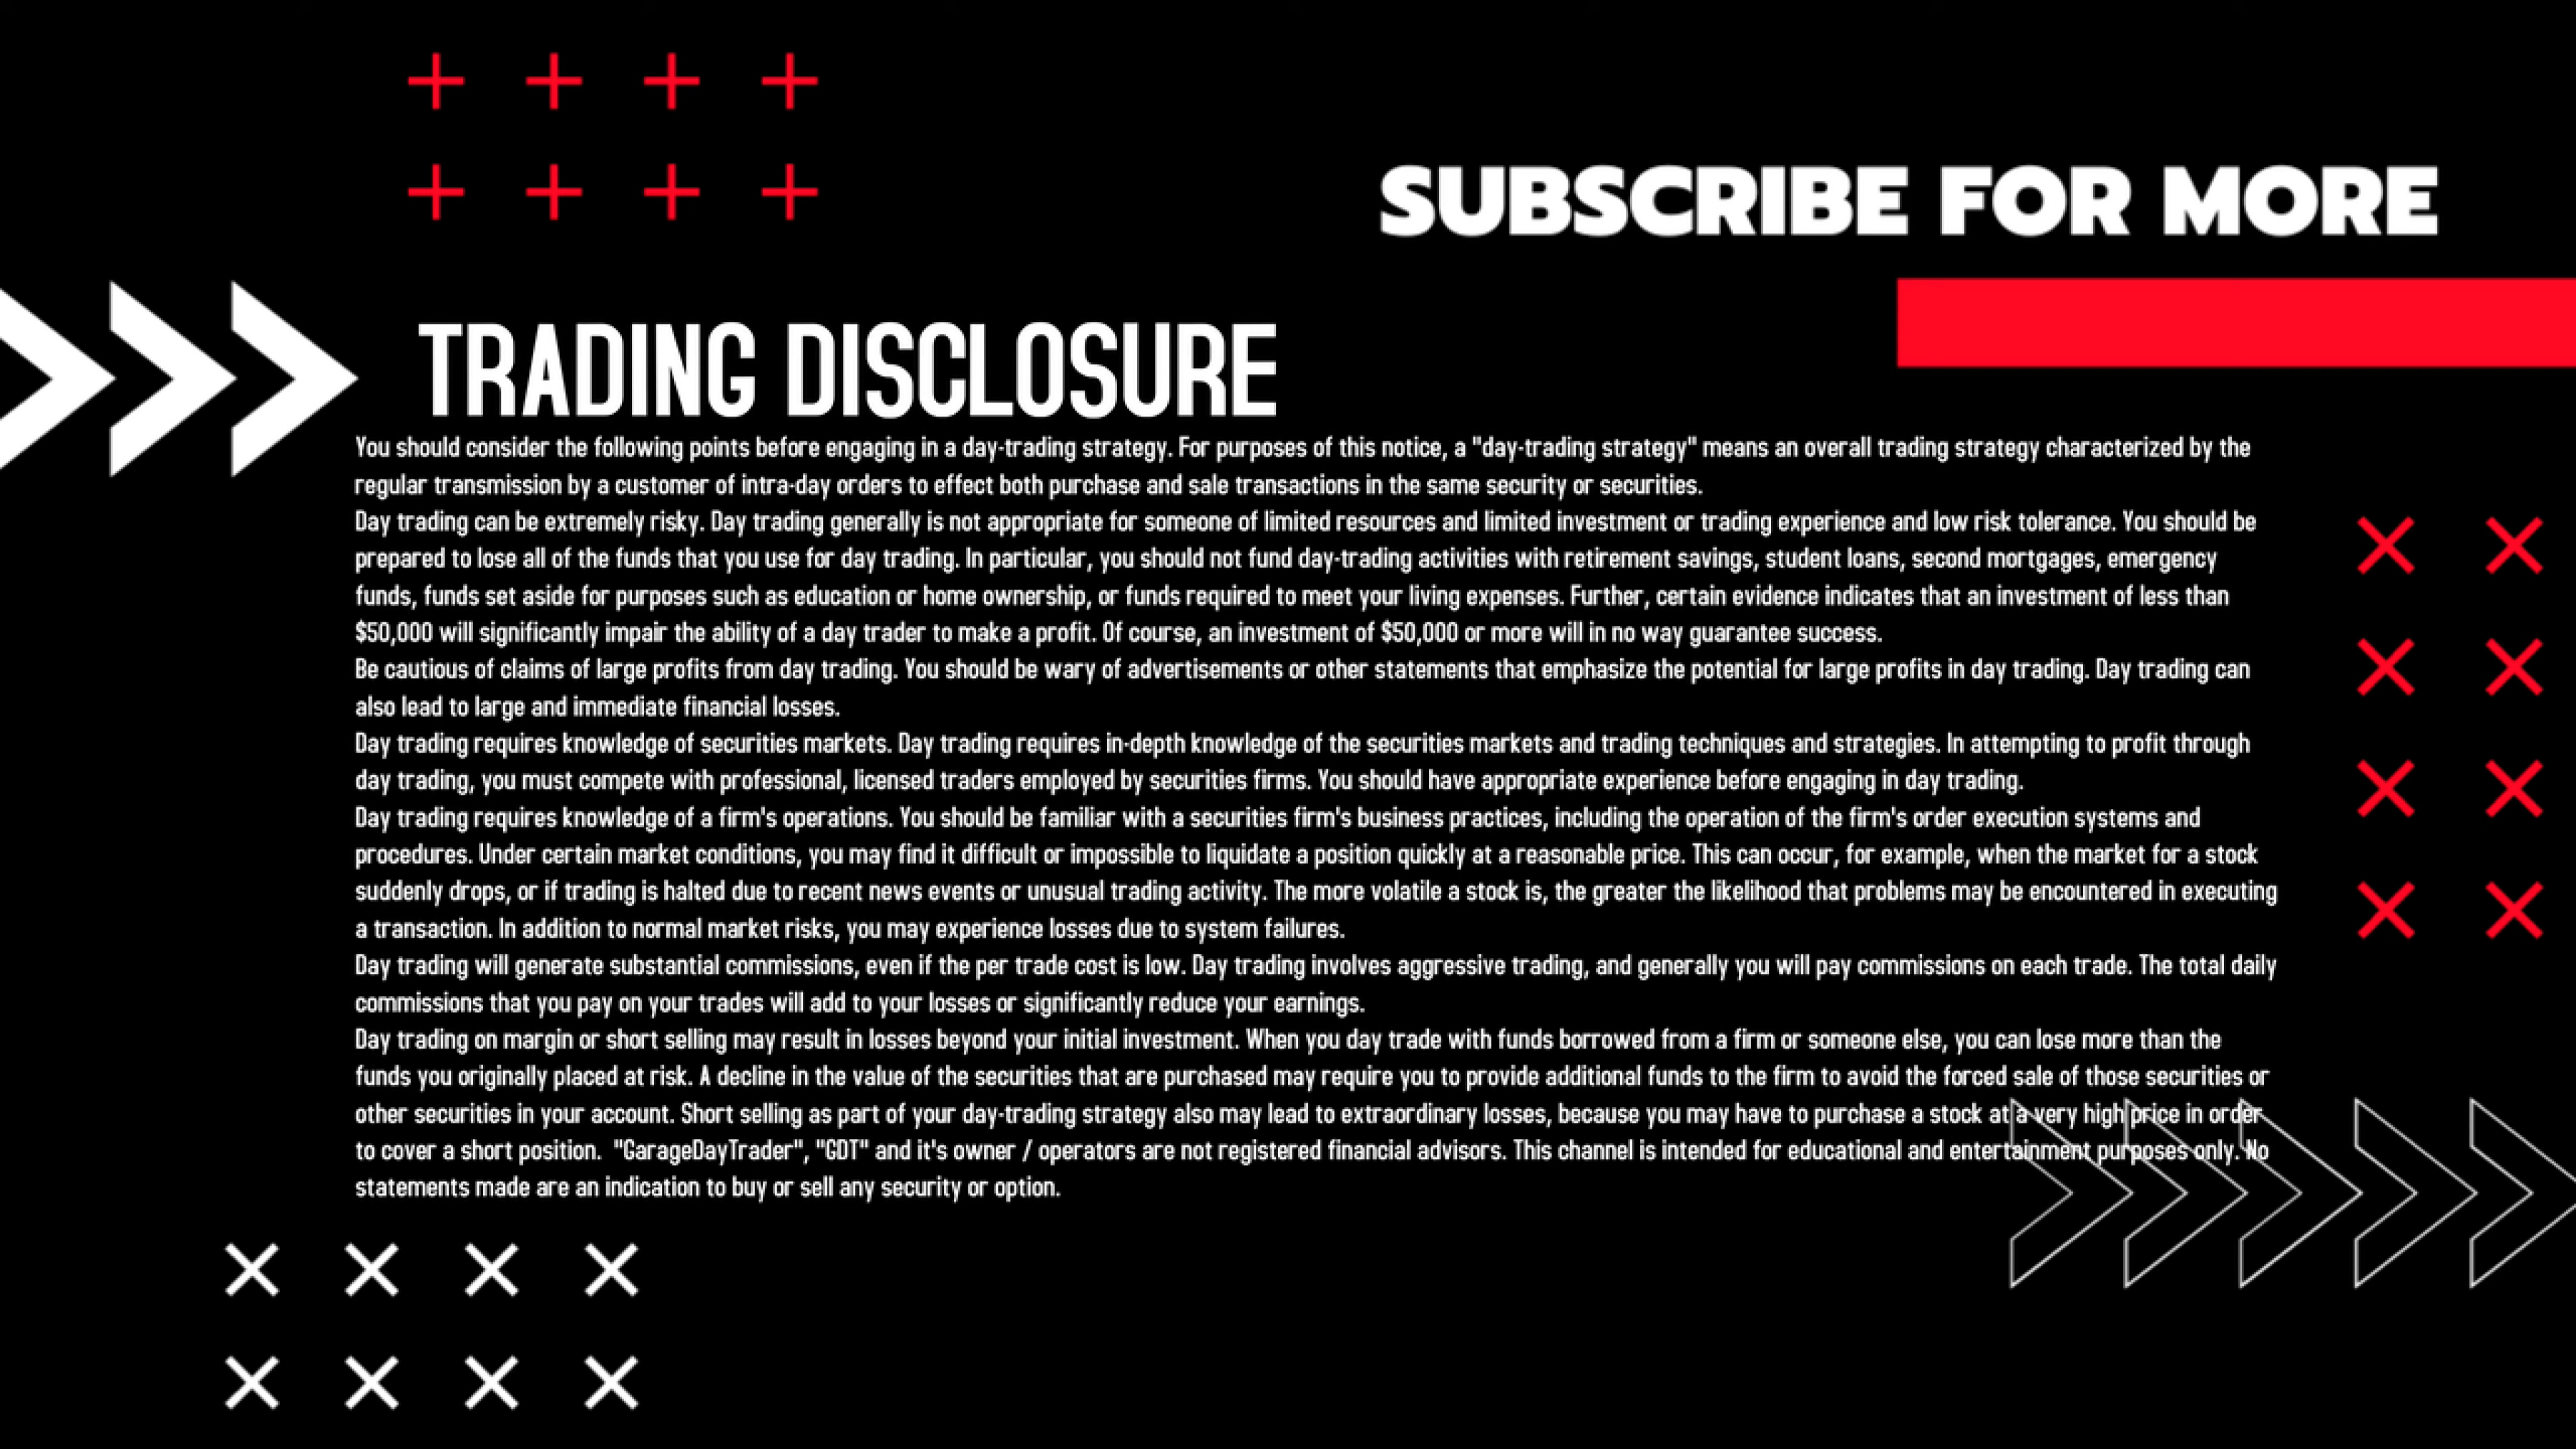 SUBSCRIBE FOR MORE
TRADING DISCLOSURE
You should consider the following points before engaging in a day-trading strategy. For purposes of this notice, a "day-trading strategy" means an overall trading strategy characterized by the
regular transmission by a customer of intra-day orders to effect both purchase and sale transactions in the same security or securities.
Day trading can be extremely risky. Day trading generally is not appropriate for someone of limited resources and limited investment or trading experience and low risk tolerance. You should be
prepared to lose all of the funds that you use for day trading. In particular, you should not fund day-trading activities with retirement savings, student loans, second mortgages, emergency
funds, funds set aside for purposes such as education or home ownership, or funds required to meet your living expenses. Further, certain evidence indicates that an investment of less than
$50,000 will significantly impair the ability of a day trader to make a profit. Of course, an investment of $50,000 or more will in no way guarantee success.
Be cautious of claims of large profits from day trading. You should be wary of advertisements or other statements that emphasize the potential for large profits in day trading. Day trading can
also lead to large and immediate financial losses.
Day trading requires knowledge of securities markets. Day trading requires in-depth knowledge of the securities markets and trading techniques and strategies. In attempting to profit through
day trading, you must compete with professional, licensed traders employed by securities firms. You should have appropriate experience before engaging in day trading.
Day trading requires knowledge of a firm's operations. You should be familiar with a securities firm's business practices, including the operation of the firm's order execution systems and
procedures. Under certain market conditions, you may find it difficult or impossible to liquidate a position quickly at a reasonable price. This can occur, for example, when the market for a stock
suddenly drops, or if trading is halted due to recent news events or unusual trading activity. The more volatile a stock is, the greater the likelihood that problems may be encountered in executing
a transaction. In addition to normal market risks, you may experience losses due to system failures.
Day trading will generate substantial commissions, even if the per trade cost is low. Day trading involves aggressive trading, and generally you will pay commissions on each trade. The total daily
commissions that you pay on your trades will add to your losses or significantly reduce your earnings.
Day trading on margin or short selling may result in losses beyond your initial investment. When you day trade with funds borrowed from a firm or someone else, you can lose more than the
funds you originally placed at risk. A decline in the value of the securities that are purchased may require you to provide additional funds to the firm to avoid the forced sale of those securities or
other securities in your account. Short selling as part of your day-trading strategy also may lead to extraordinary losses, because you may have to purchase a stock at a very high price in order
to cover a short position.  "GarageDayTrader", "GDT" and it's owner / operators are not registered financial advisors. This channel is intended for educational and entertainment purposes only. No
statements made are an indication to buy or sell any security or option.